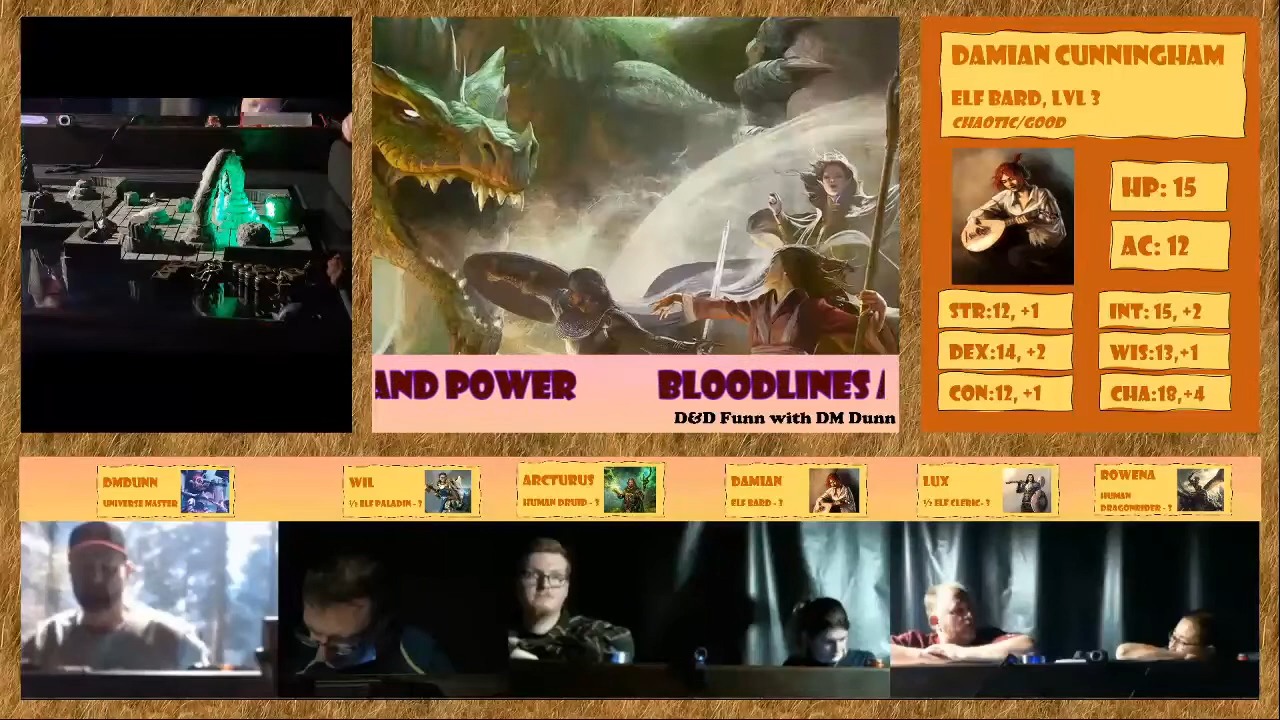 AND POWER BLOODLINES
D&D Funn with DM Dunn
DAMIAN CUNNINGHAM
ELF BARD, LVL 3
CHAOTIC/GOOD
HP: 15
AC: 12
STR:12, +1
INT: 15, +2
DEX:14, +2
WIS:13,+1
CON:12, +1
CHA:18,+4
DMDUNN
UNIVERSE MASTER
WIL
½ ELF PALADIN - 3
ARCTURUS
HUMAN DRUID - 3
DAMIAN
ELF BARD - 3
LUX
½ ELF CLERIC- 3
ROWENA
HUMAN
DRAGONRIDER - 3